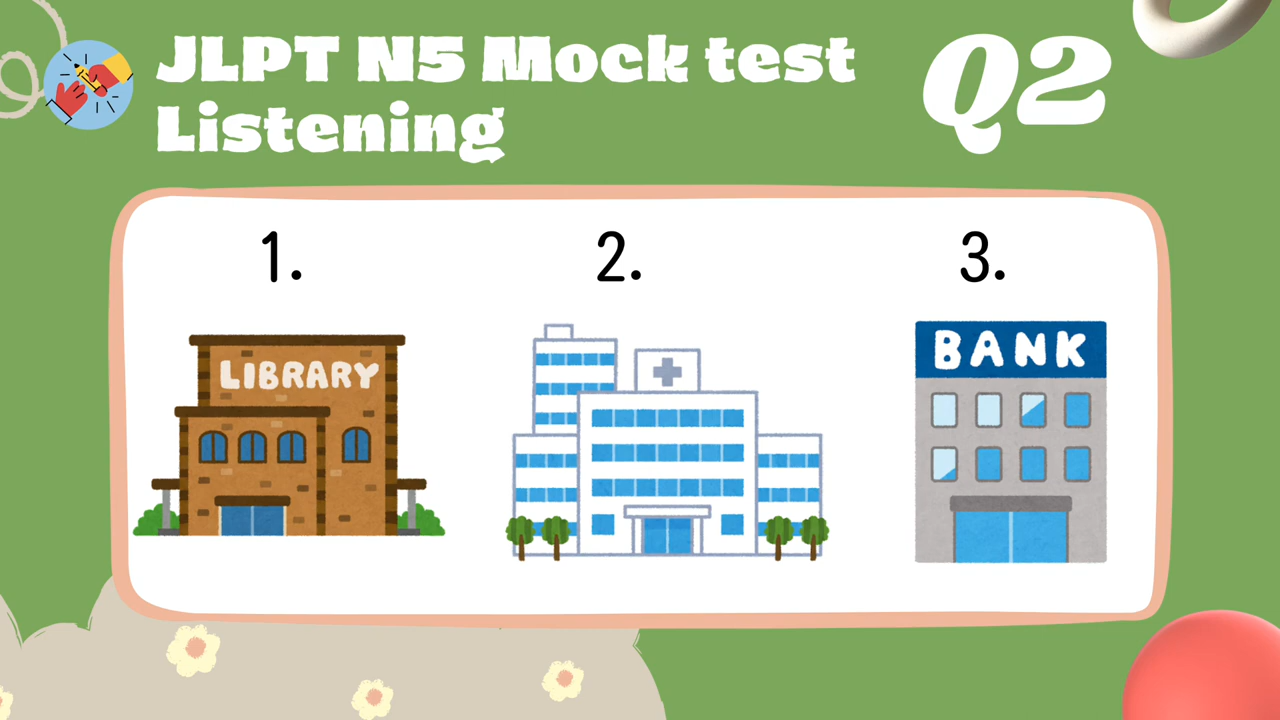 JLPT N5 Mock test
Listening
Q2
1.
2.
3.
LIBRARY
BANK